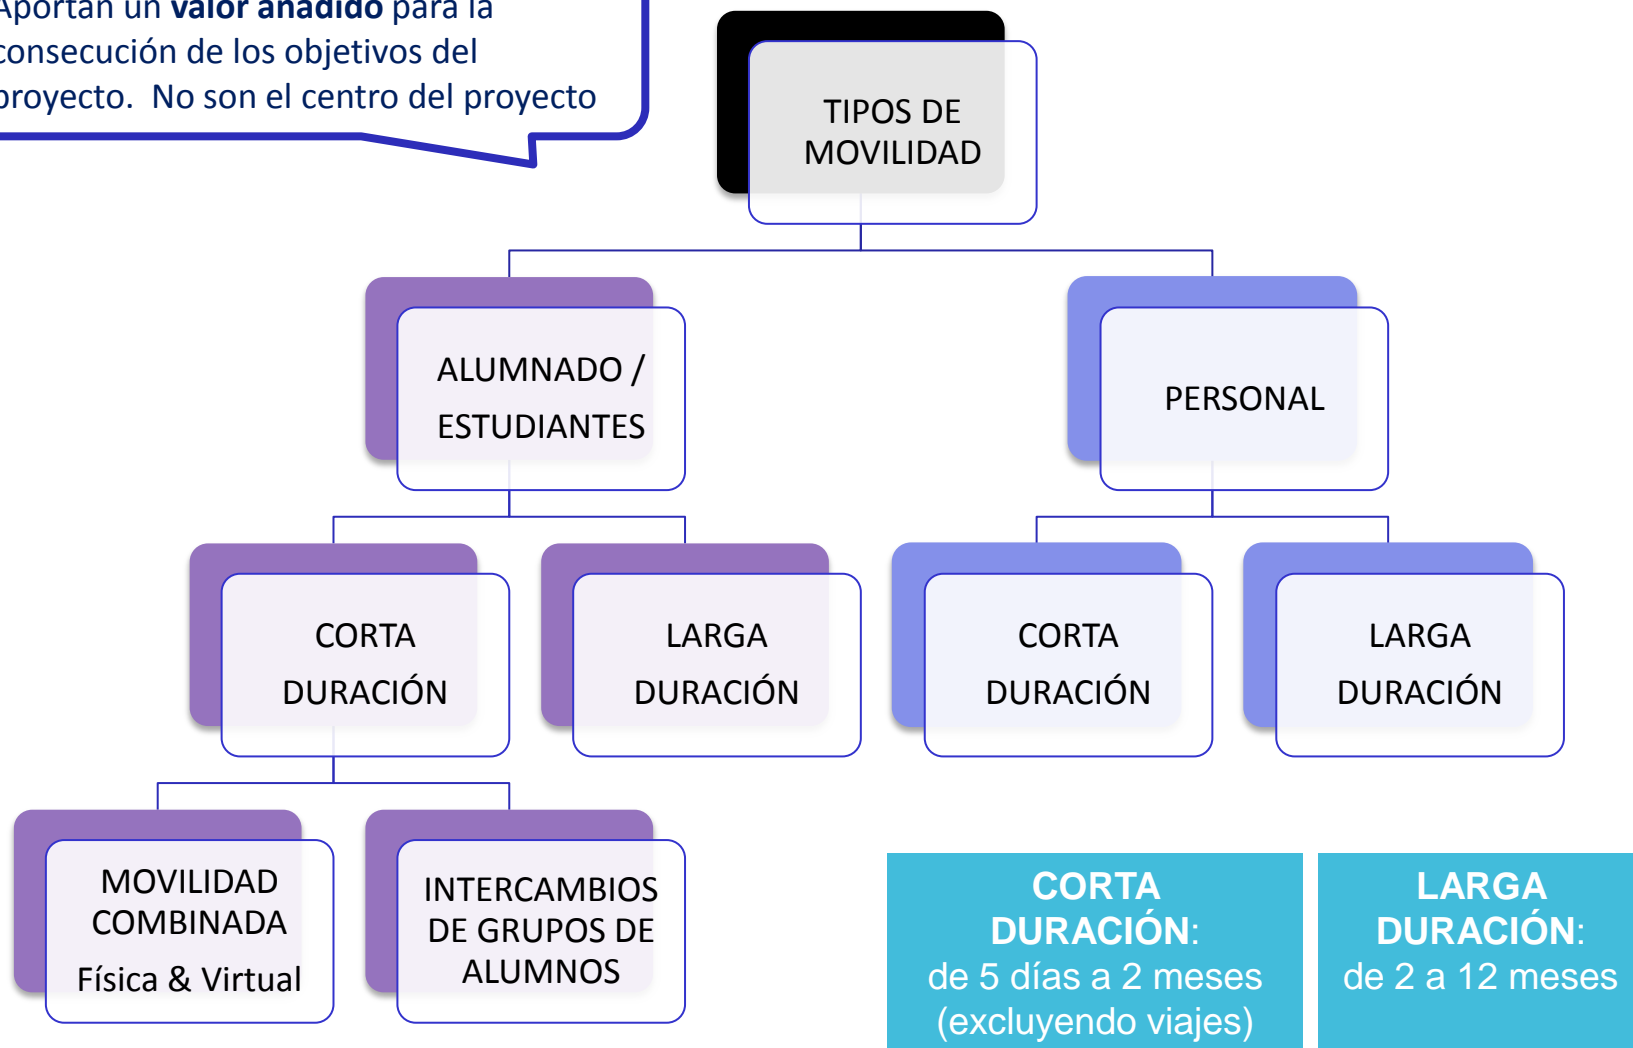 Aportan un valor añadido para la
consecución de los objetivos del
proyecto. No son el centro del proyecto
TIPOS DE
MOVILIDAD
ALUMNADO /
ESTUDIANTES
PERSONAL
CORTA
DURACIÓN
LARGA
DURACIÓN
CORTA
DURACIÓN
LARGA
DURACIÓN
MOVILIDAD
COMBINADA
Física & Virtual
INTERCAMBIOS
DE GRUPOS DE
ALUMNOS
CORTA
DURACIÓN:
de 5 días a 2 meses
(excluyendo viajes)
LARGA
DURACIÓN:
de 2 a 12 meses